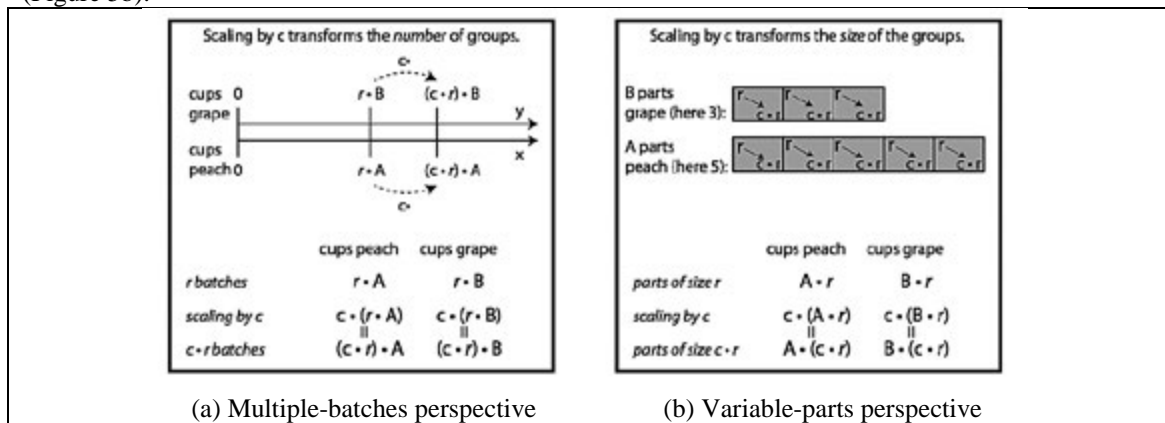 (Figure 3b).
Scaling by c transforms the number of groups.
c•
cups 0 r • B (c • r) • B
grape y
cups x
peach 0 r • A (c • r) • A
c•
cups peach cups grape
r batches r • A r • B
scaling by c c • (r • A) c • (r • B)
= =
c • r batches (c • r) • A (c • r) • B
(a) Multiple-batches perspective
Scaling by c transforms the size of the groups.
B parts r r r
grape (here 3): c • r c • r c • r
A parts r r r r r
peach (here 5): c • r c • r c • r c • r c • r
cups peach cups grape
parts of size r A • r B • r
scaling by c c • (A • r) c • (B • r)
= =
parts of size c • r A • (c • r) B • (c • r)
(b) Variable-parts perspective